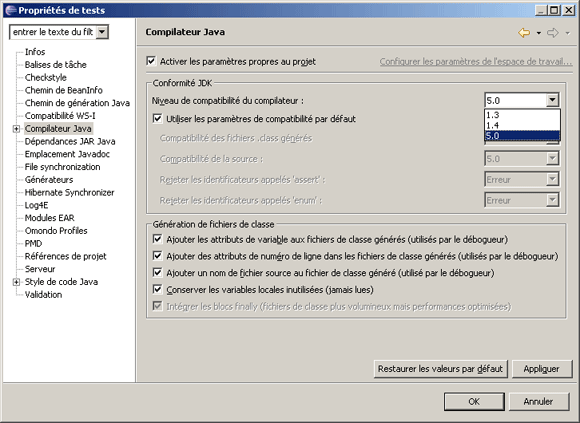 Propriétés de tests
entrer le texte du filt
Infos
Balises de tâche
Checkstyle
Chemin de BeanInfo
Chemin de génération Java
Compatibilité WS-I
Compilateur Java
Dépendances JAR Java
Emplacement Javadoc
File synchronization
Générateurs
Hibernate Synchronizer
Log4E
Modules EAR
Omondo Profiles
PMD
Références de projet
Serveur
Style de code Java
Validation
Compilateur Java
Activer les paramètres propres au projet
Configurer les paramètres de l'espace de travail...
Conformité JDK
Niveau de compatibilité du compilateur :
5.0
1.3
1.4
5.0
Utiliser les paramètres de compatibilité par défaut
Compatibilité des fichiers .class générés
Compatibilité de la source :
5.0
Rejeter les identificateurs appelés 'assert' :
Erreur
Rejeter les identificateurs appelés 'enum' :
Erreur
Génération de fichiers de classe
Ajouter les attributs de variable aux fichiers de classe générés (utilisés par le débogueur)
Ajouter des attributs de numéro de ligne dans les fichiers de classe générés (utilisés par le débogueur)
Ajouter un nom de fichier source au fichier de classe généré (utilisé par le débogueur)
Conserver les variables locales inutilisées (jamais lues)
Intégrer les blocs finally (fichiers de classe plus volumineux mais performances optimisées)
Restaurer les valeurs par défaut
Appliquer
OK
Annuler